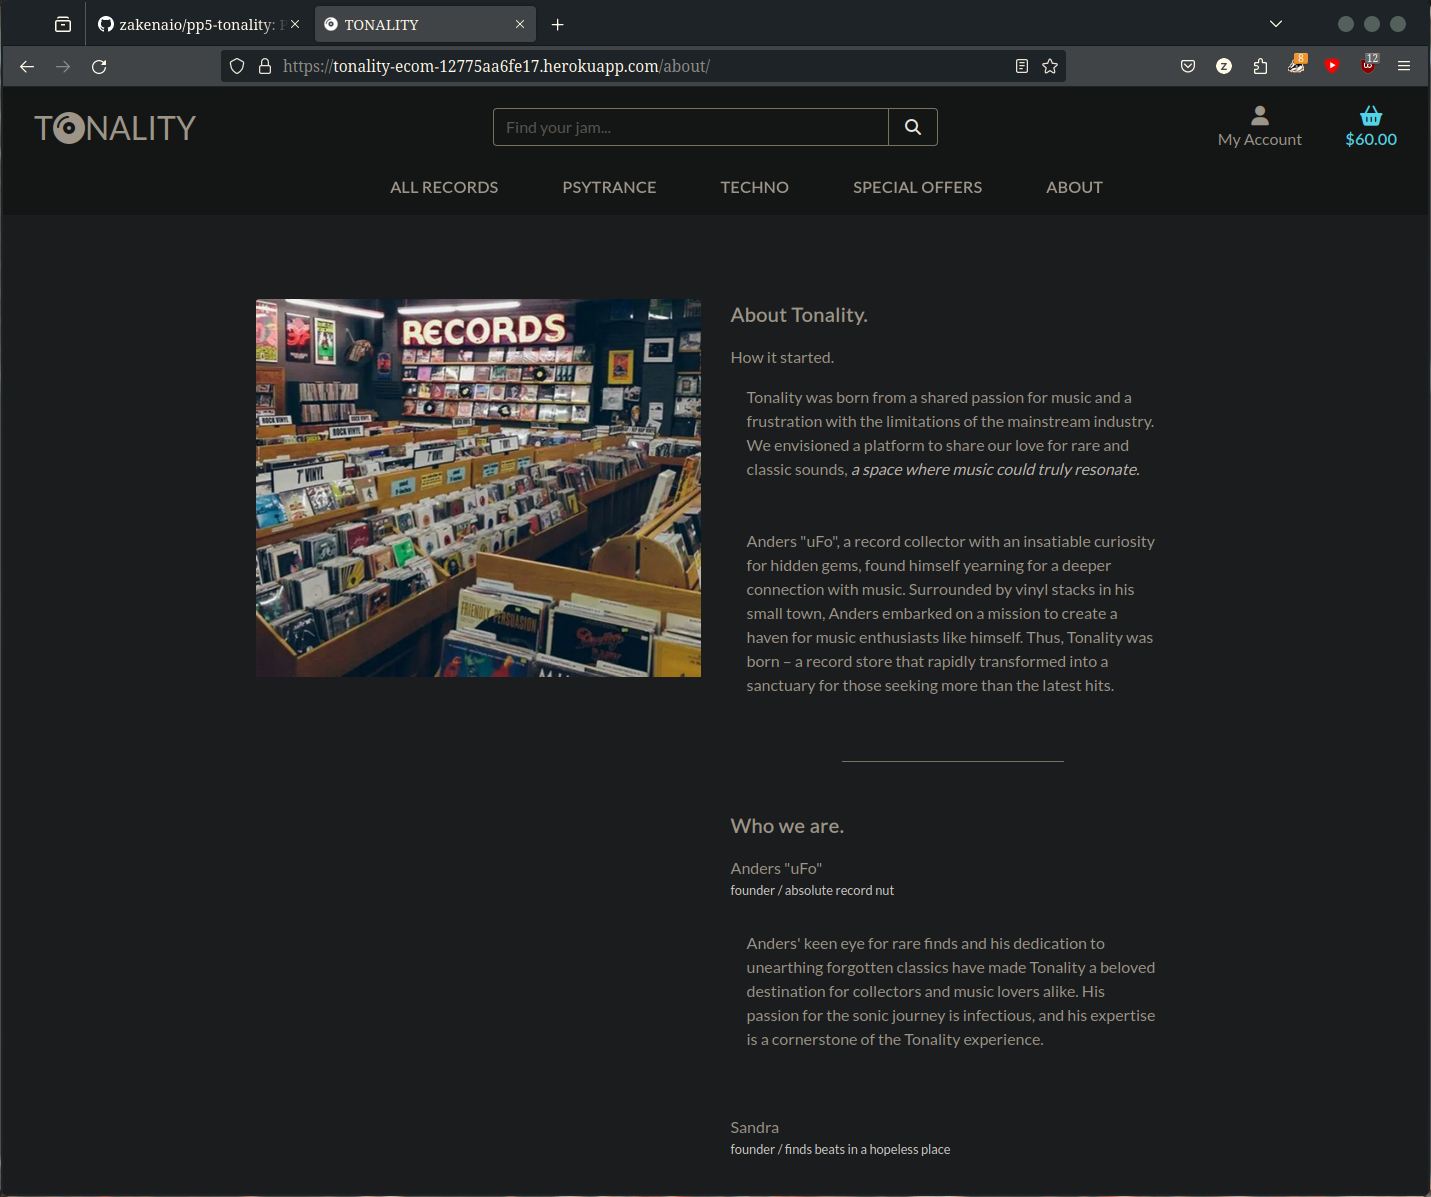 zakenaio/pp5-tonality:
TONALITY
https://tonality-ecom-12775aa6fe17.herokuapp.com/about/
Z
8
12
TONALITY
Find your jam...
My Account
$60.00
ALL RECORDS
PSYTRANCE
TECHNO
SPECIAL OFFERS
ABOUT
RECORDS
ROCK VINYL
ROCK VINYL
7" VINYL
7" VINYL
FRIENDLY PERSUASION
About Tonality.
How it started.
Tonality was born from a shared passion for music and a
frustration with the limitations of the mainstream industry.
We envisioned a platform to share our love for rare and
classic sounds, a space where music could truly resonate.
Anders "uFo", a record collector with an insatiable curiosity
for hidden gems, found himself yearning for a deeper
connection with music. Surrounded by vinyl stacks in his
small town, Anders embarked on a mission to create a
haven for music enthusiasts like himself. Thus, Tonality was
born – a record store that rapidly transformed into a
sanctuary for those seeking more than the latest hits.
Who we are.
Anders "uFo"
founder / absolute record nut
Anders' keen eye for rare finds and his dedication to
unearthing forgotten classics have made Tonality a beloved
destination for collectors and music lovers alike. His
passion for the sonic journey is infectious, and his expertise
is a cornerstone of the Tonality experience.
Sandra
founder / finds beats in a hopeless place